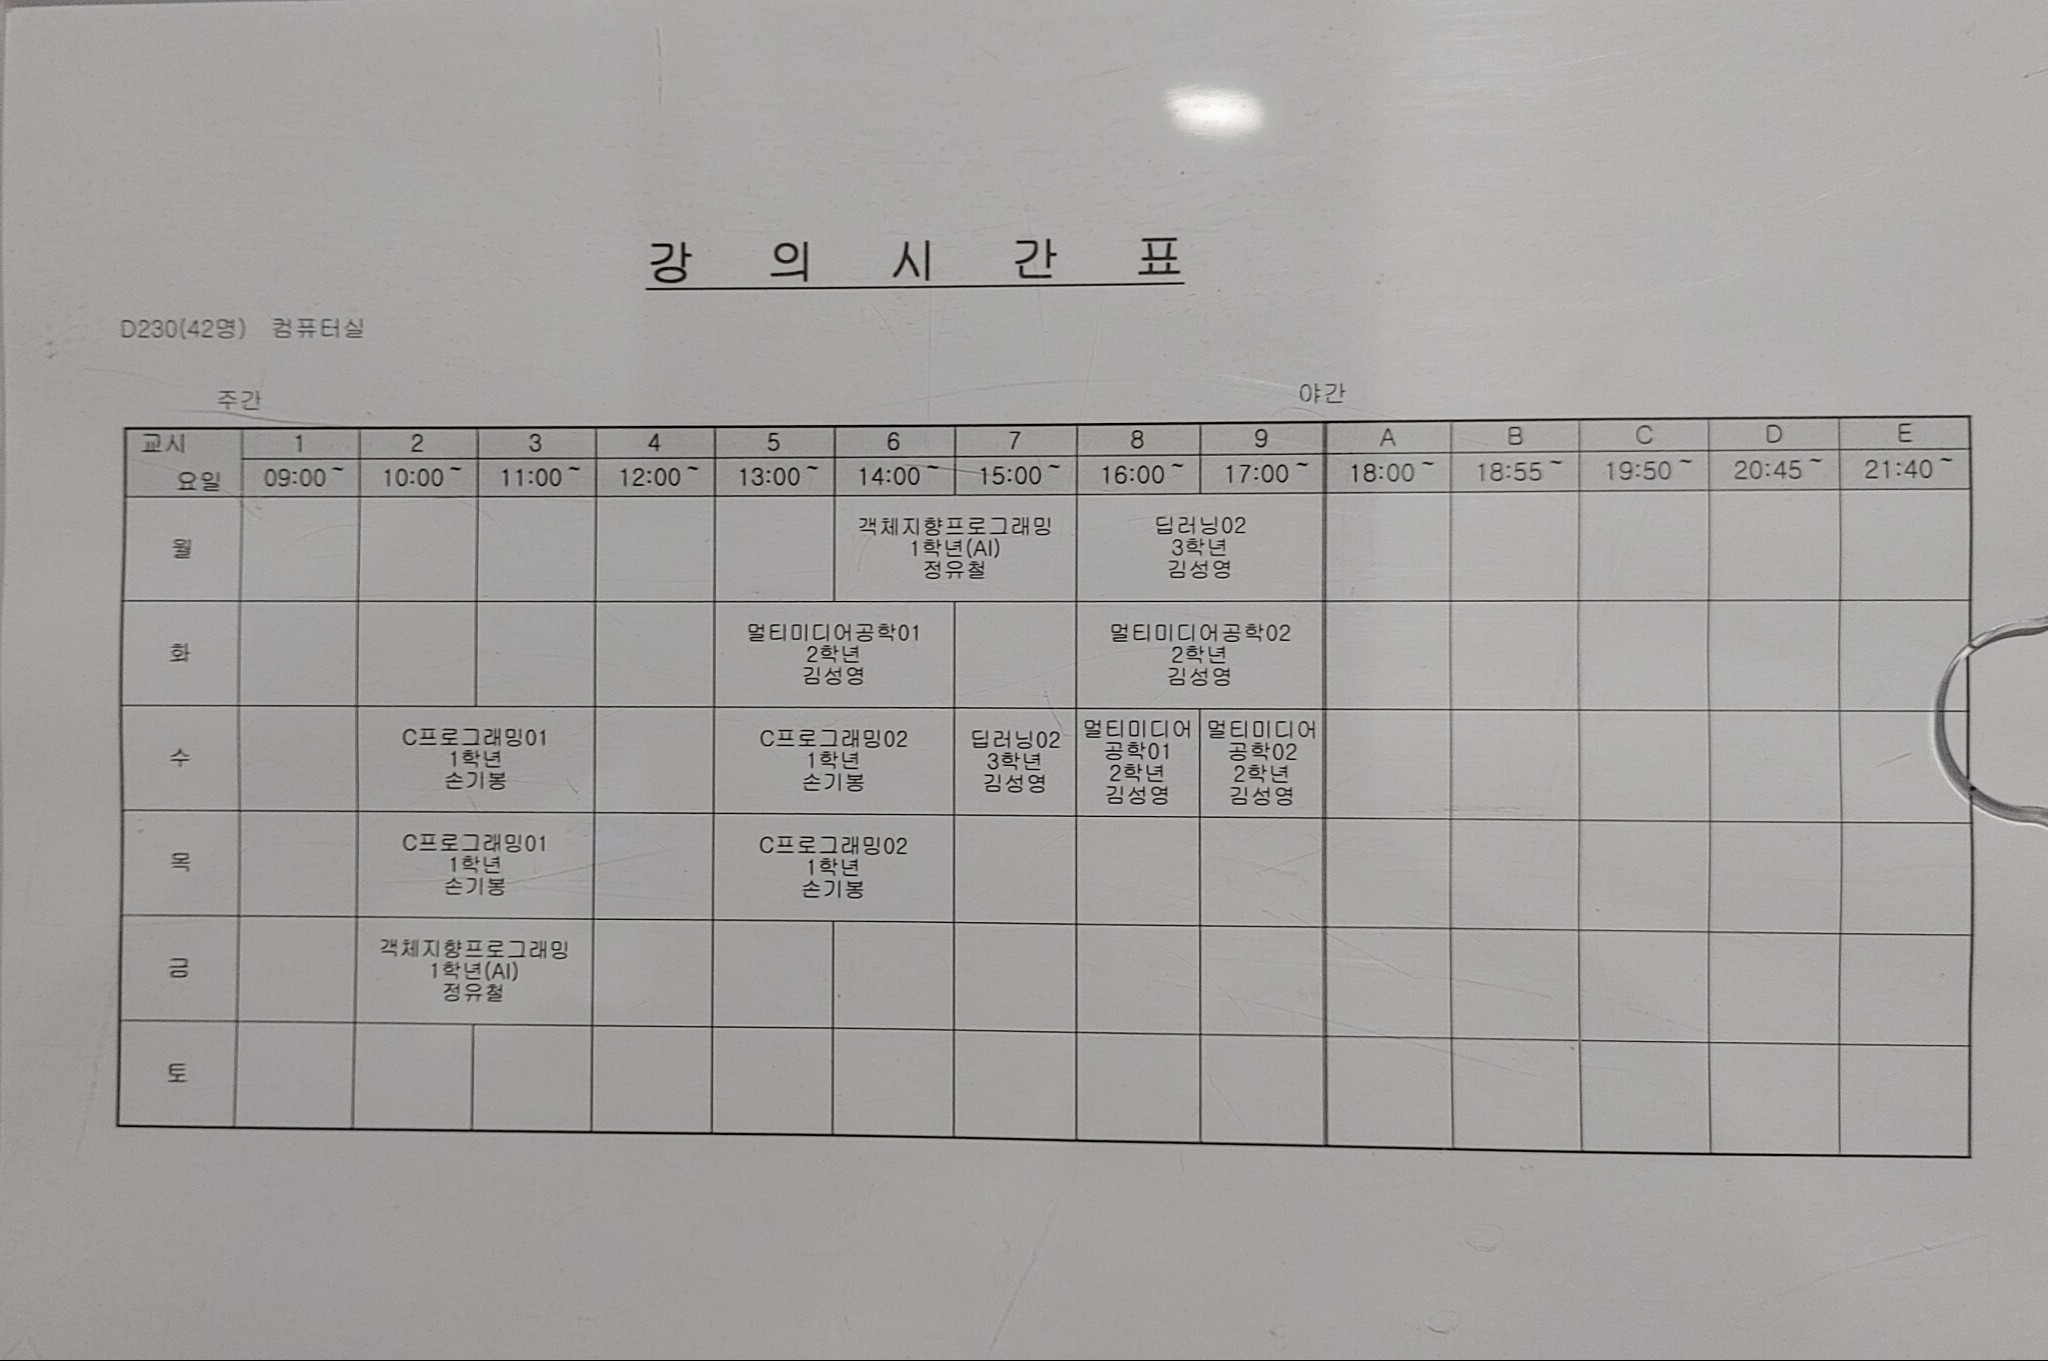 강 의 시 간 표
D230(42명) 컴퓨터실
주간 야간
교시 1 2 3 4 5 6 7 8 9 A B C D E
요일 09:00~ 10:00~ 11:00~ 12:00~ 13:00~ 14:00~ 15:00~ 16:00~ 17:00~ 18:00~ 18:55~ 19:50~ 20:45~ 21:40~
월
객체지향프로그래밍
1학년(AI)
정유철
딥러닝02
3학년
김성영
화
멀티미디어공학01
2학년
김성영
멀티미디어공학02
2학년
김성영
수
C프로그래밍01
1학년
손기봉
C프로그래밍02
1학년
손기봉
딥러닝02
3학년
김성영
멀티미디어
공학01
2학년
김성영
멀티미디어
공학02
2학년
김성영
목
C프로그래밍01
1학년
손기봉
C프로그래밍02
1학년
손기봉
금
객체지향프로그래밍
1학년(AI)
정유철
토